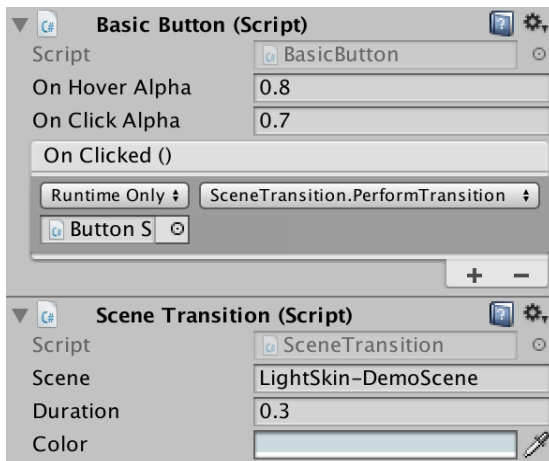 Basic Button (Script)
Script BasicButton
On Hover Alpha 0.8
On Click Alpha 0.7
On Clicked ()
Runtime Only SceneTransition.PerformTransition
Button S
+ −
Scene Transition (Script)
Script SceneTransition
Scene LightSkin-DemoScene
Duration 0.3
Color